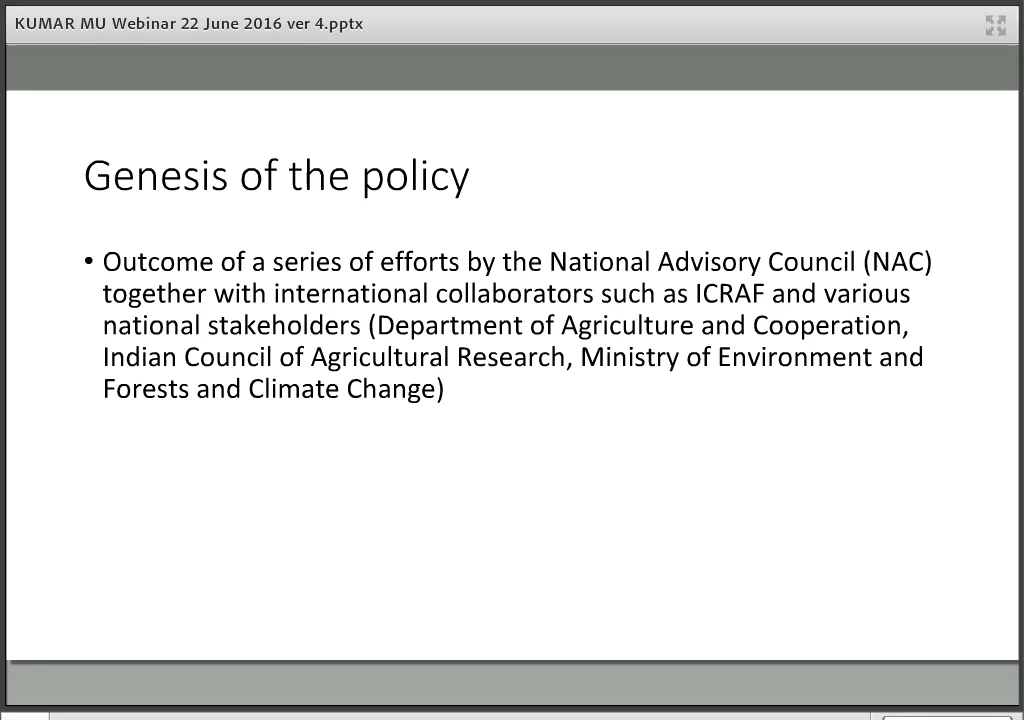 KUMAR MU Webinar 22 June 2016 ver 4.pptx
Genesis of the policy
• Outcome of a series of efforts by the National Advisory Council (NAC)
together with international collaborators such as ICRAF and various
national stakeholders (Department of Agriculture and Cooperation,
Indian Council of Agricultural Research, Ministry of Environment and
Forests and Climate Change)